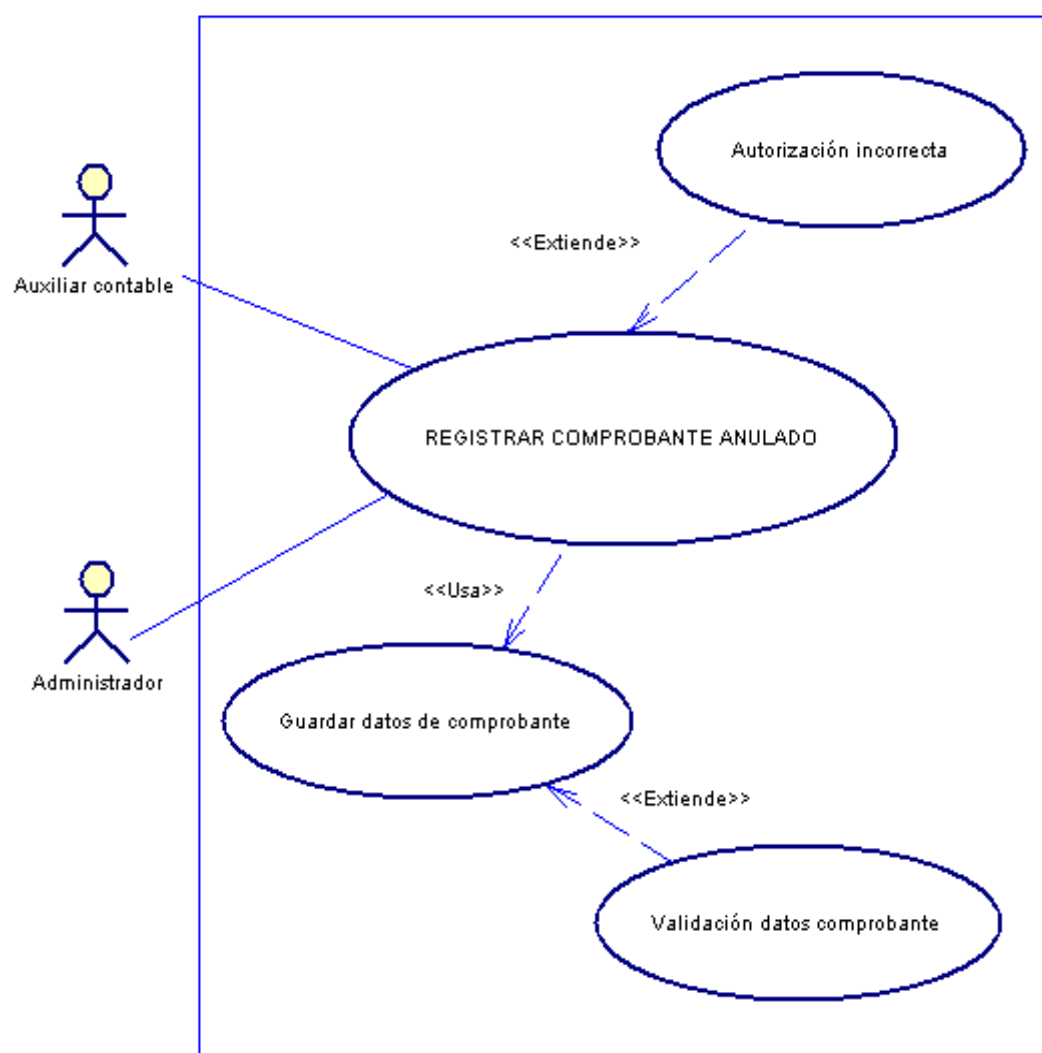 Autorización incorrecta
<<Extiende>>
Auxiliar contable
REGISTRAR COMPROBANTE ANULADO
<<Usa>>
Administrador
Guardar datos de comprobante
<<Extiende>>
Validación datos comprobante